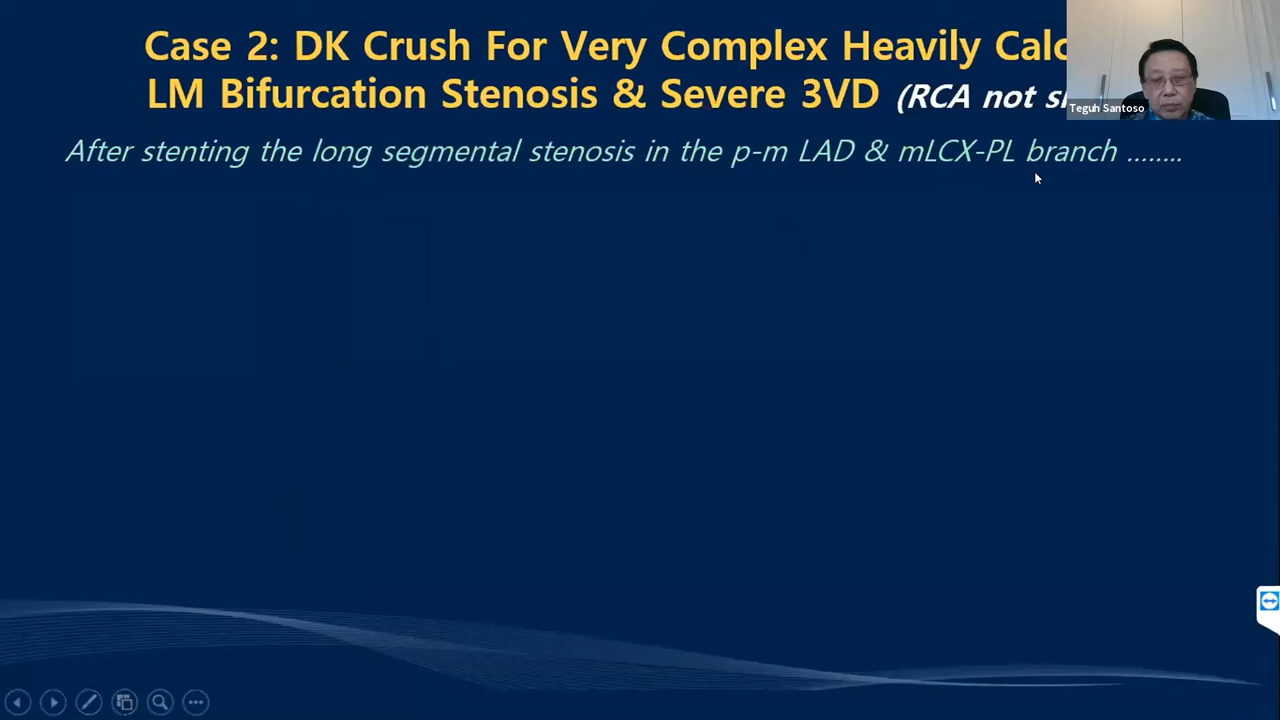 Case 2: DK Crush For Very Complex Heavily
LM Bifurcation Stenosis & Severe 3VD (RCA not
After stenting the long segmental stenosis in the p-m LAD & mLCX-PL branch ........
Teguh Santoso